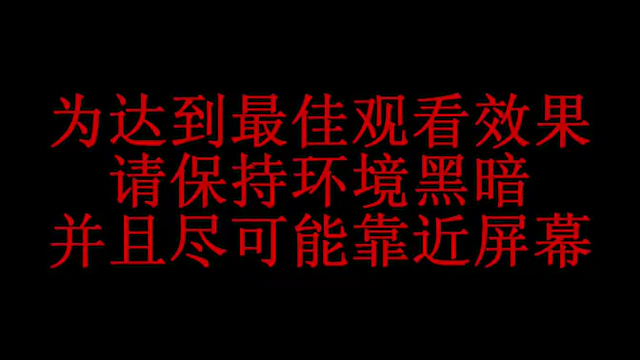 为达到最佳观看效果
请保持环境黑暗
并且尽可能靠近屏幕